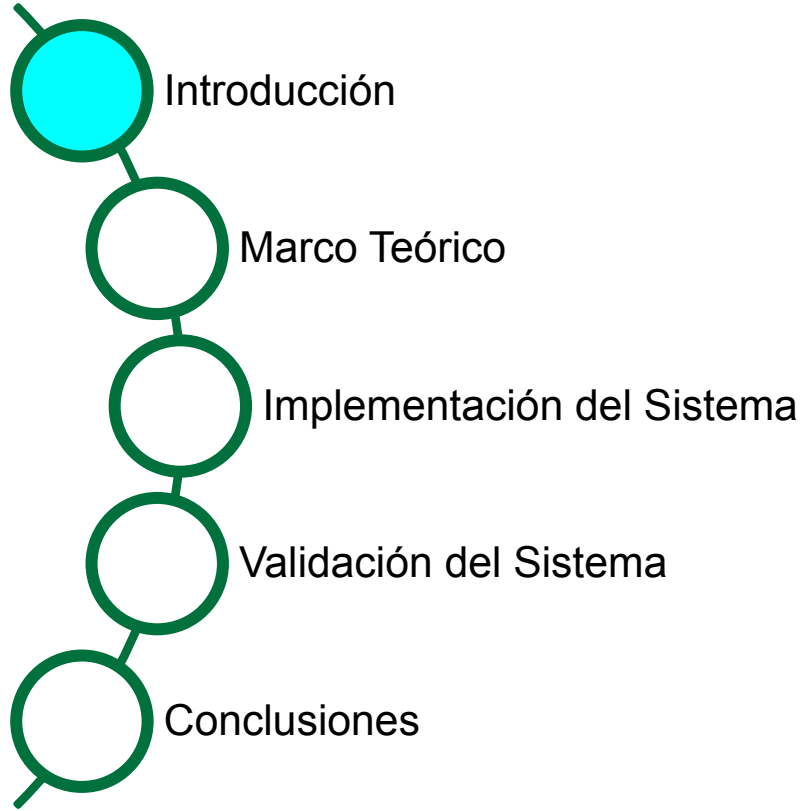 Introducción
Marco Teórico
Implementación del Sistema
Validación del Sistema
Conclusiones